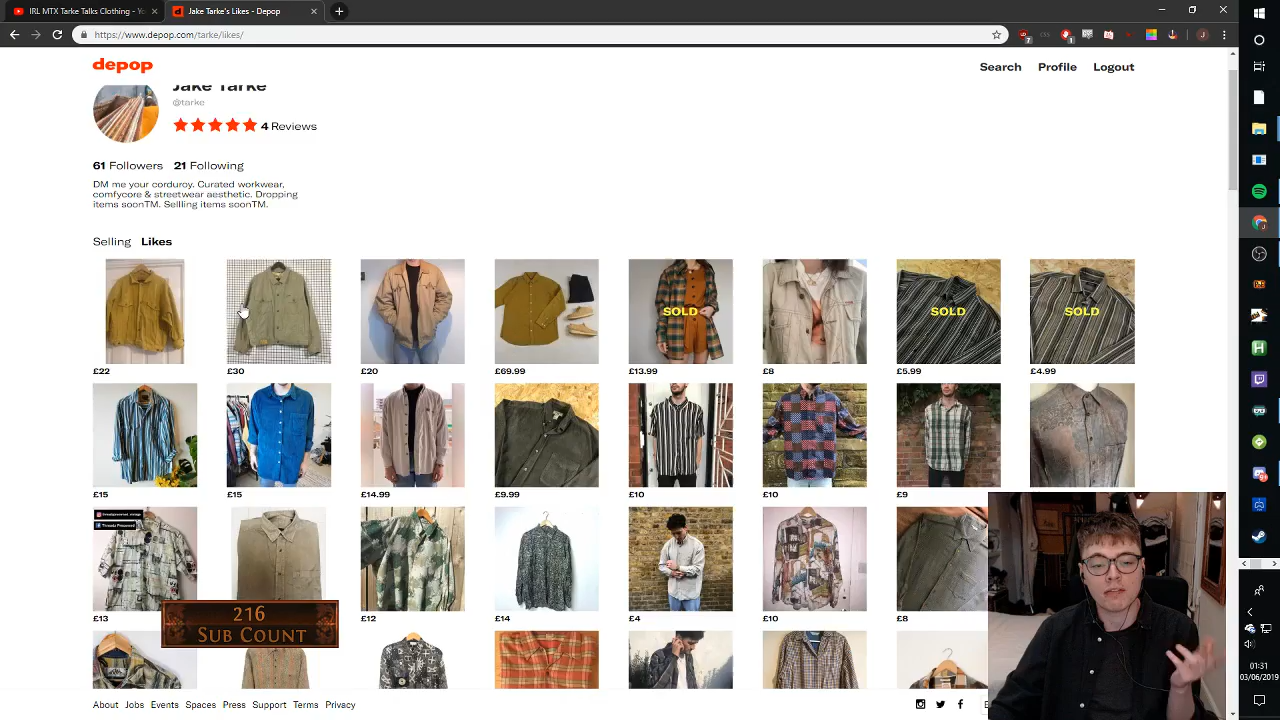 IRL MTX Tarke Talks Clothing - Yo
Jake Tarke's Likes - Depop
https://www.depop.com/tarke/likes/
depop
Search Profile Logout
Jake Tarke
@tarke
4 Reviews
61 Followers 21 Following
DM me your corduroy. Curated workwear,
comfycore & streetwear aesthetic. Dropping
items soonTM. Sellling items soonTM.
Selling Likes
SOLD SOLD SOLD
£22 £30 £20 £69.99 £13.99 £8 £5.99 £4.99
£15 £15 £14.99 £9.99 £10 £10 £9
£13 £12 £14 £4 £10 £8
216
Sub Count
About Jobs Events Spaces Press Support Terms Privacy
01:31
03/06/2019